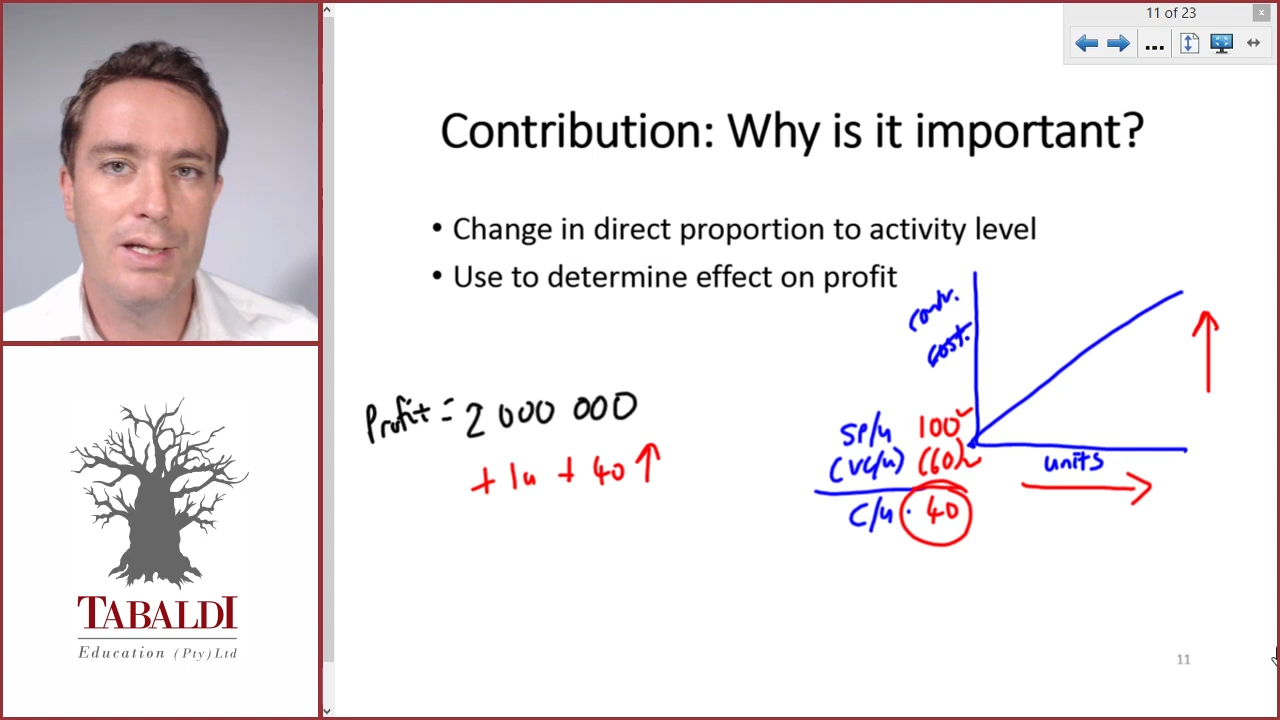 11 of 23
Contribution: Why is it important?
• Change in direct proportion to activity level
• Use to determine effect on profit
contr.
cost.
Profit = 2 000 000
+ 1u + 40 ↑
SP/u 100
(VC/u) (60)
C/u 40
units
TABALDI
Education (Pty) Ltd
11